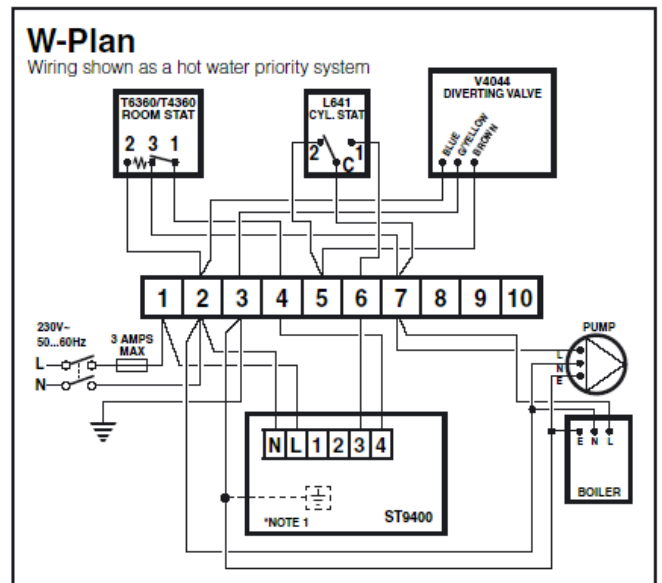 W-Plan
Wiring shown as a hot water priority system
T6360/T4360
ROOM STAT
2 3 1
L641
CYL. STAT
2 1
C
V4044
DIVERTING VALVE
BLUE
G/YELLOW
BROWN
1 2 3 4 5 6 7 8 9 10
230V~
50...60Hz
3 AMPS
MAX
L
N
PUMP
L
N
E
N L 1 2 3 4
E N L
BOILER
*NOTE 1
ST9400